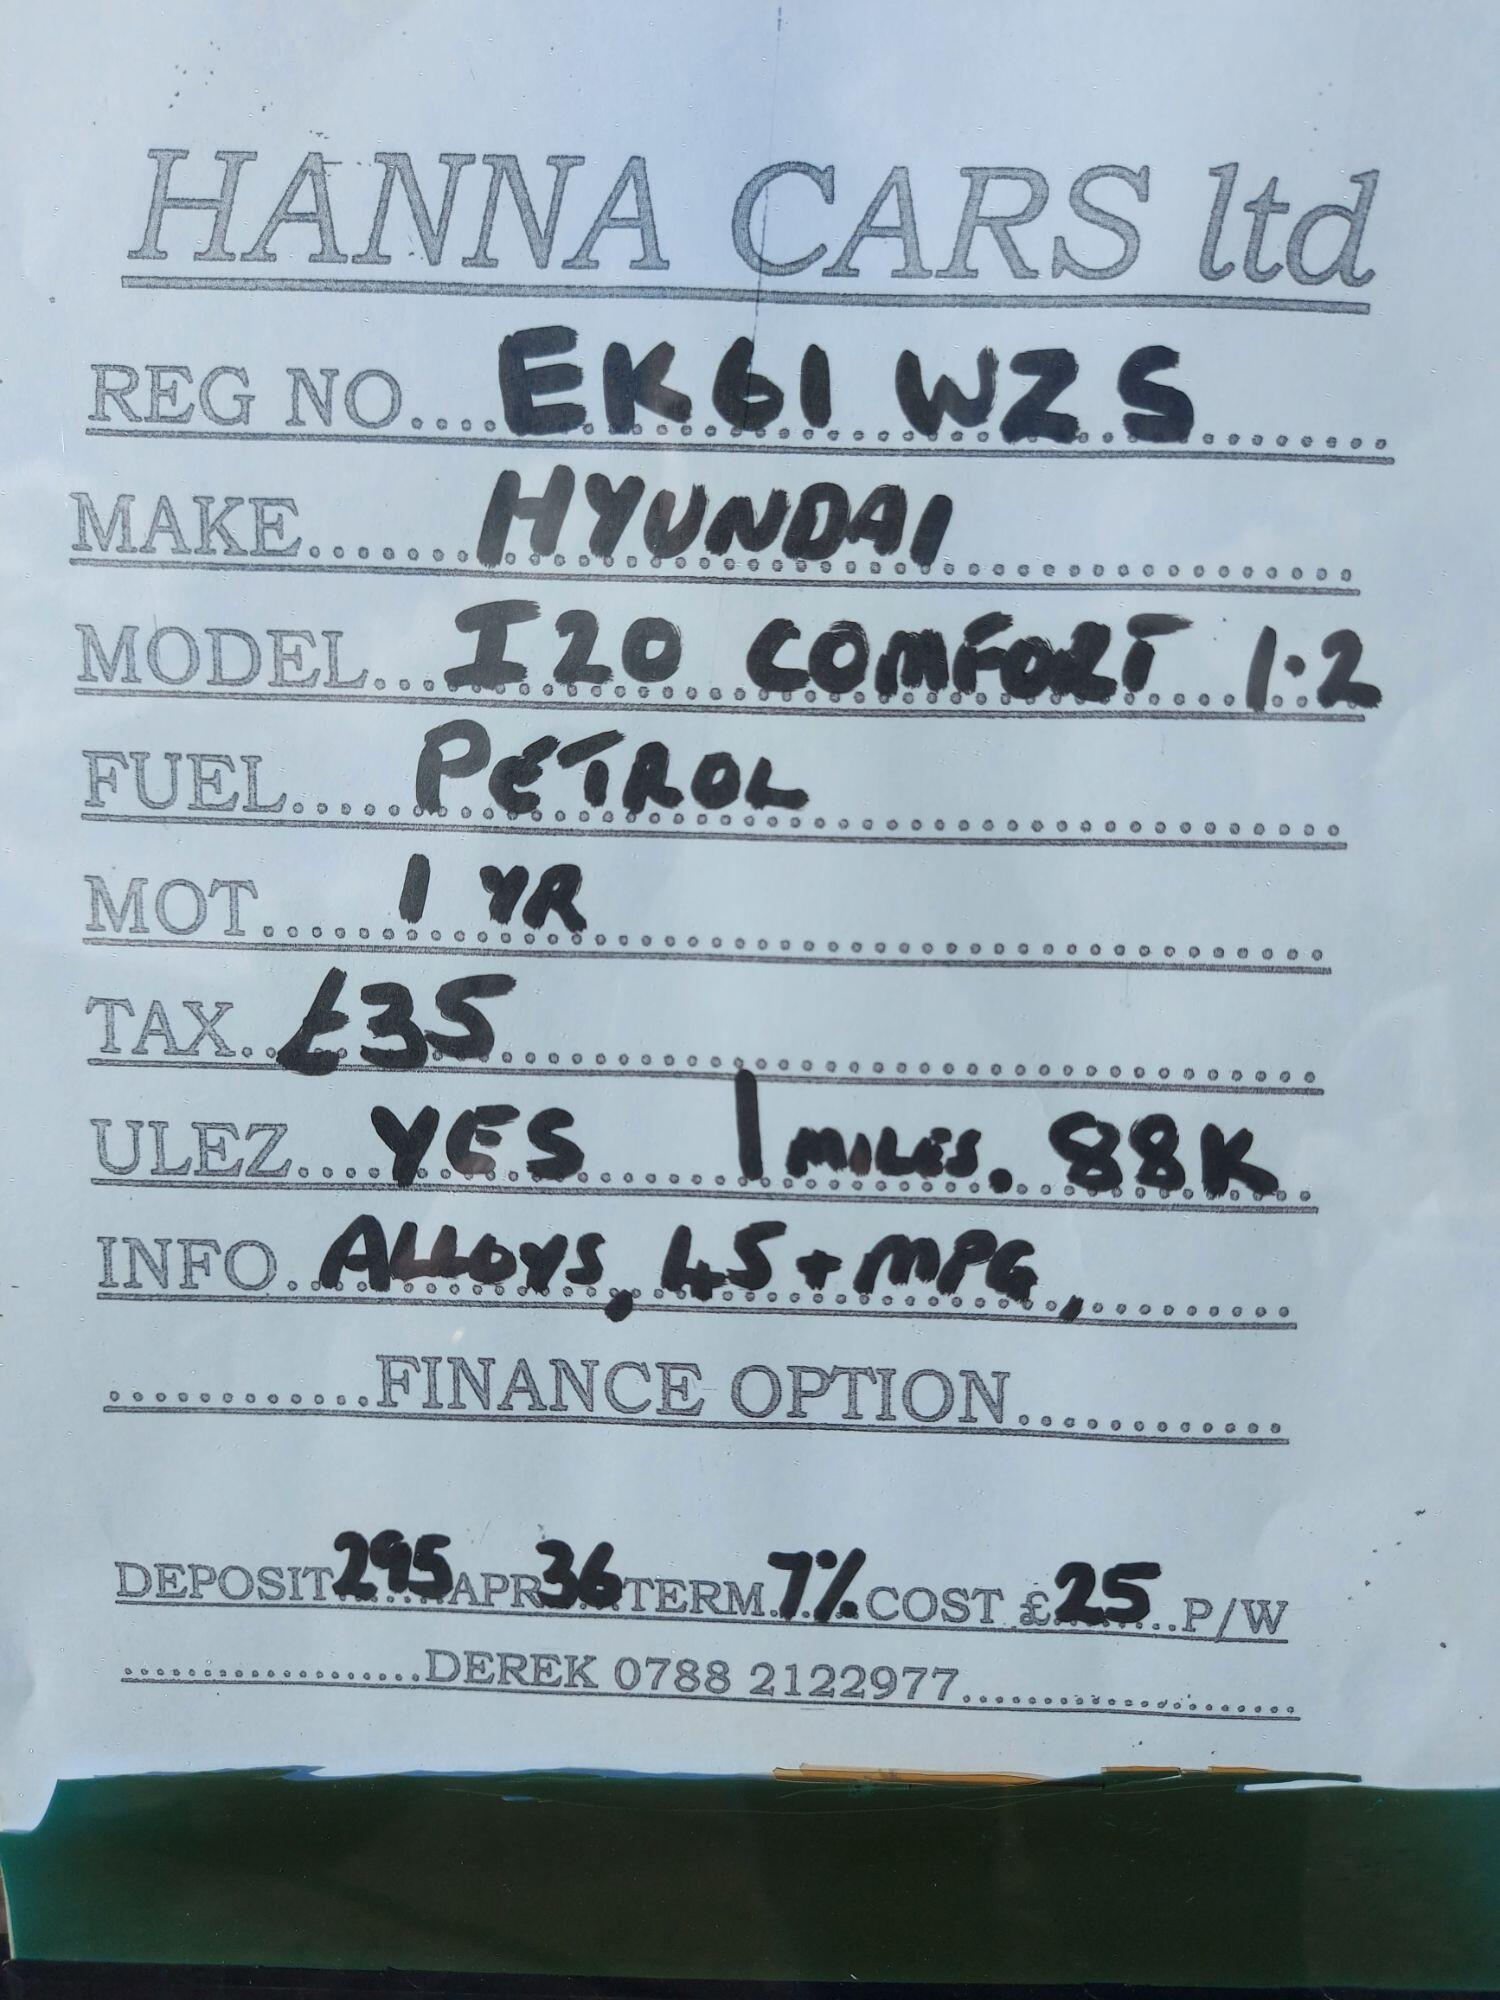 HANNA CARS ltd
REG NO....EK61 WZS........
MAKE.......HYUNDAI
MODEL...I20 COMFORT 1.2
FUEL.....PETROL
MOT....1 YR
TAX..£35
ULEZ....YES | MILES. 88K
INFO..ALLOYS, 45+MPG,
............FINANCE OPTION............
DEPOSIT 295 APR 36 TERM 7% COST £25 P/W
..................DEREK 0788 2122977..................